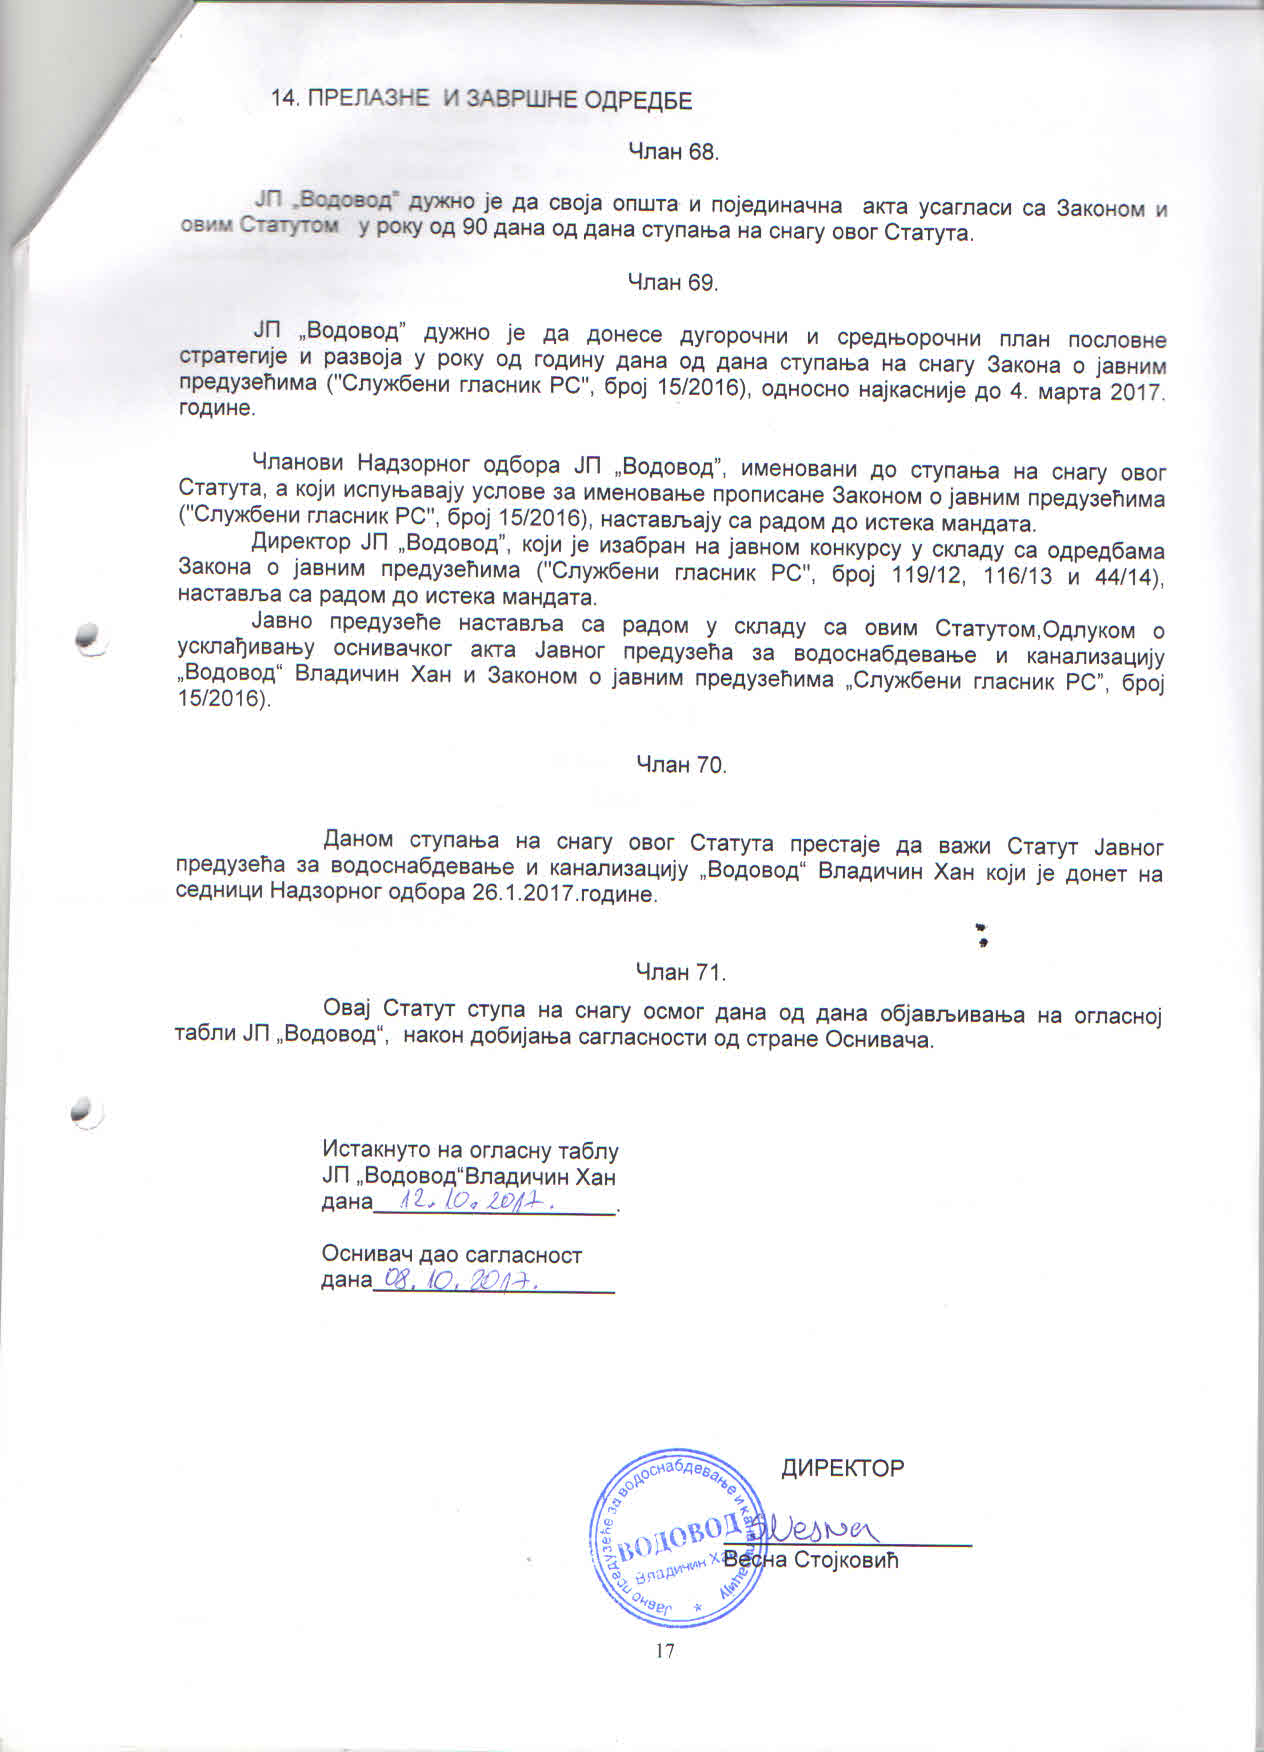 14. ПРЕЛАЗНЕ И ЗАВРШНЕ ОДРЕДБЕ
Члан 68.
ЈП „Водовод” дужно је да своја општа и појединачна акта усагласи са Законом и
овим Статутом у року од 90 дана од дана ступања на снагу овог Статута.
Члан 69.
ЈП „Водовод” дужно је да донесе дугорочни и средњорочни план пословне
стратегије и развоја у року од годину дана од дана ступања на снагу Закона о јавним
предузећима ("Службени гласник РС", број 15/2016), односно најкасније до 4. марта 2017.
године.
Чланови Надзорног одбора ЈП „Водовод”, именовани до ступања на снагу овог
Статута, а који испуњавају услове за именовање прописане Законом о јавним предузећима
("Службени гласник РС", број 15/2016), настављају са радом до истека мандата.
Директор ЈП „Водовод”, који је изабран на јавном конкурсу у складу са одредбама
Закона о јавним предузећима ("Службени гласник РС", број 119/12, 116/13 и 44/14),
наставља са радом до истека мандата.
Јавно предузеће наставља са радом у складу са овим Статутом,Одлуком о
усклађивању оснивачког акта Јавног предузећа за водоснабдевање и канализацију
„Водовод“ Владичин Хан и Законом о јавним предузећима „Службени гласник РС”, број
15/2016).
Члан 70.
Даном ступања на снагу овог Статута престаје да важи Статут Јавног
предузећа за водоснабдевање и канализацију „Водовод“ Владичин Хан који је донет на
седници Надзорног одбора 26.1.2017.године.
Члан 71.
Овај Статут ступа на снагу осмог дана од дана објављивања на огласној
табли ЈП „Водовод“, након добијања сагласности од стране Оснивача.
Истакнуто на огласну таблу
ЈП „Водовод“Владичин Хан
дана 12.10.2017.
Оснивач дао сагласност
дана 08.10.2017.
ДИРЕКТОР
SVesna
Весна Стојковић
Јавно предузеће за водоснабдевање и канализацију
ВОДОВОД
Владичин Хан
17